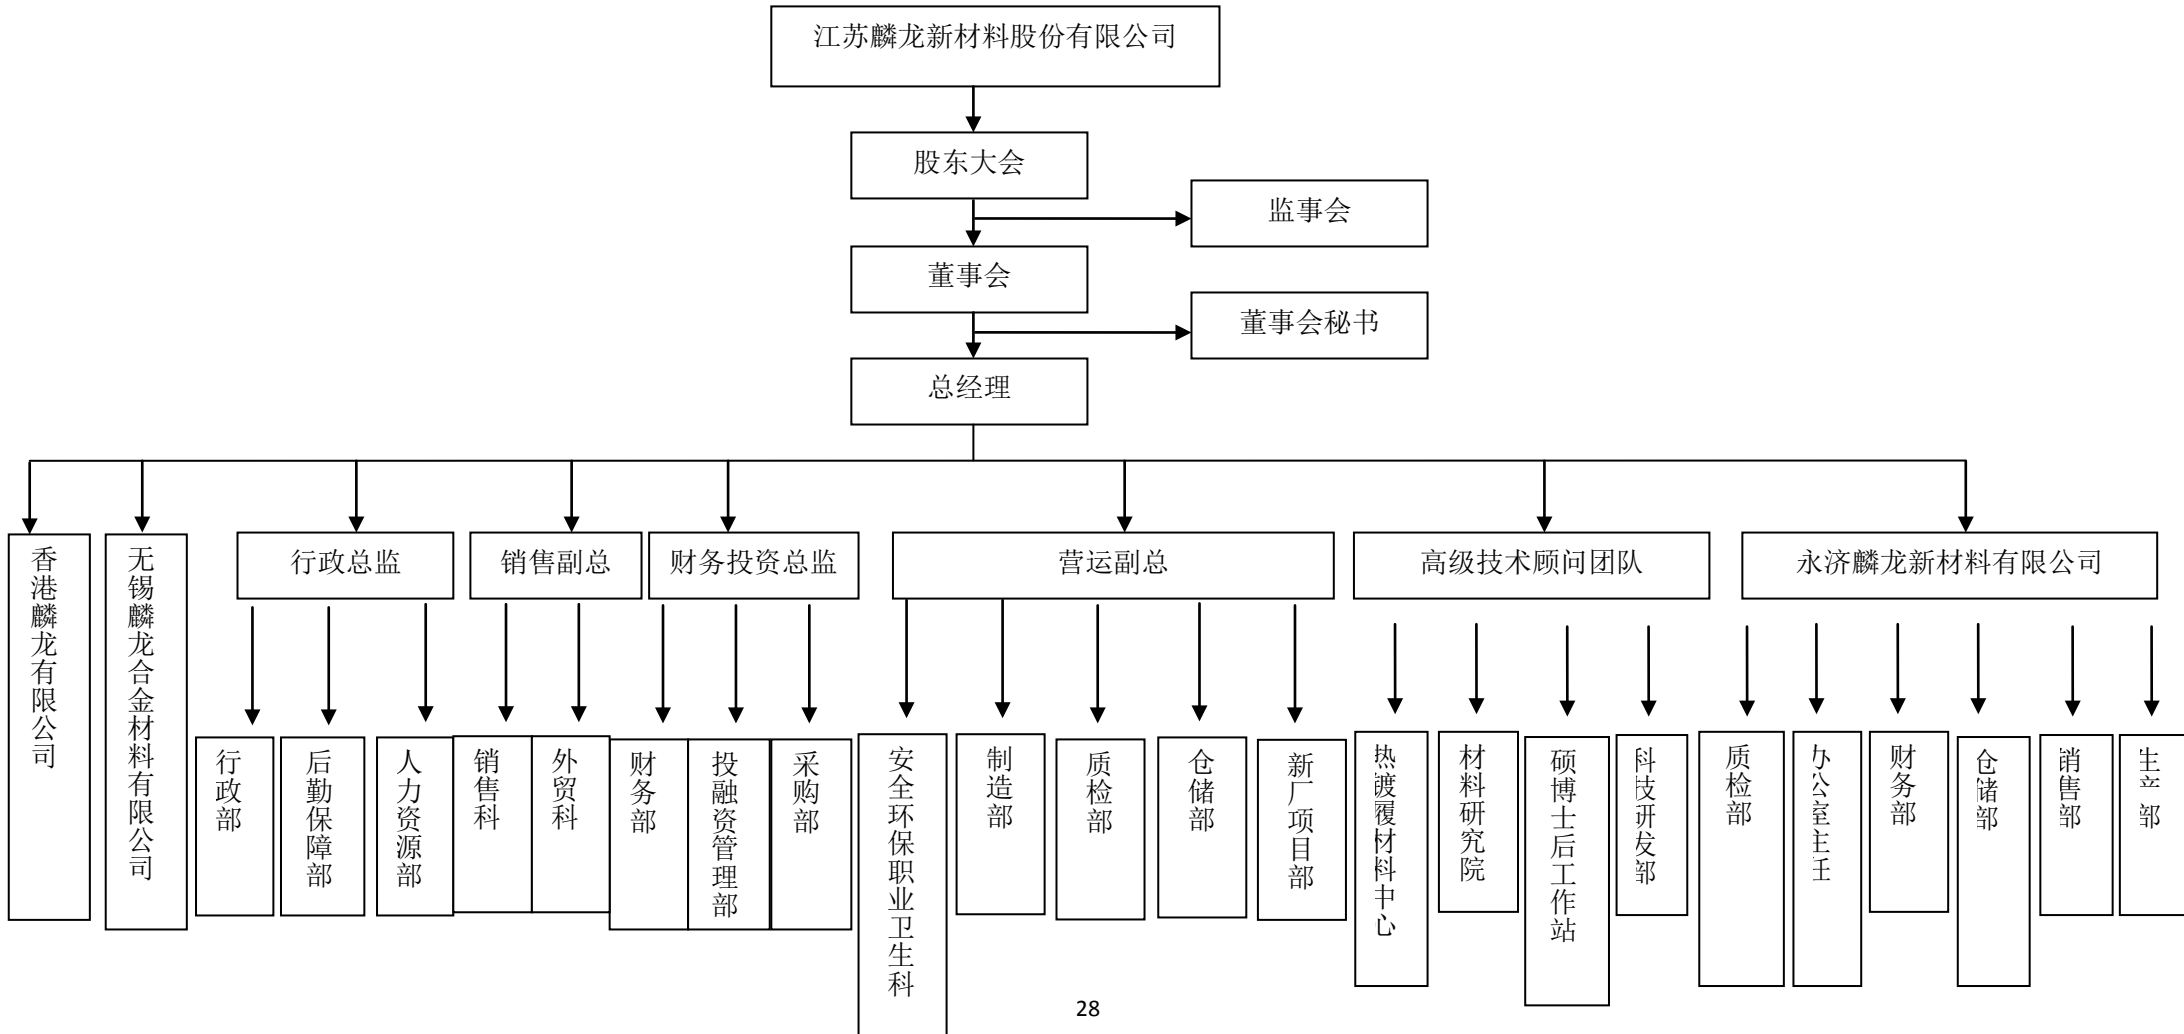 江苏麟龙新材料股份有限公司
股东大会
监事会
董事会
董事会秘书
总经理
香港麟龙有限公司
无锡麟龙合金材料有限公司
行政总监
销售副总
财务投资总监
营运副总
高级技术顾问团队
永济麟龙新材料有限公司
行政部
后勤保障部
人力资源部
销售科
外贸科
财务部
投融资管理部
采购部
安全环保职业卫生科
制造部
质检部
仓储部
新厂项目部
热镀履材料中心
材料研究院
硕博士后工作站
科技研发部
质检部
办公室主任
财务部
仓储部
销售部
生产部
28